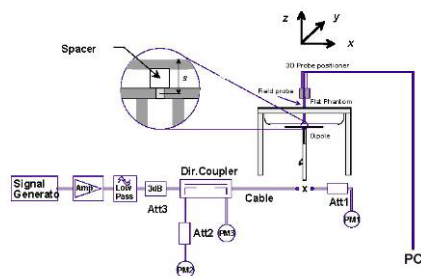 z
y
x
Spacer
s
3D Probe positioner
Field probe
Flat Phantom
Dipole
Signal
Generato
Amp
Low
Pass
3dB
Att3
Dir.Coupler
Cable
x
Att1
PM1
Att2
PM3
PM2
PC